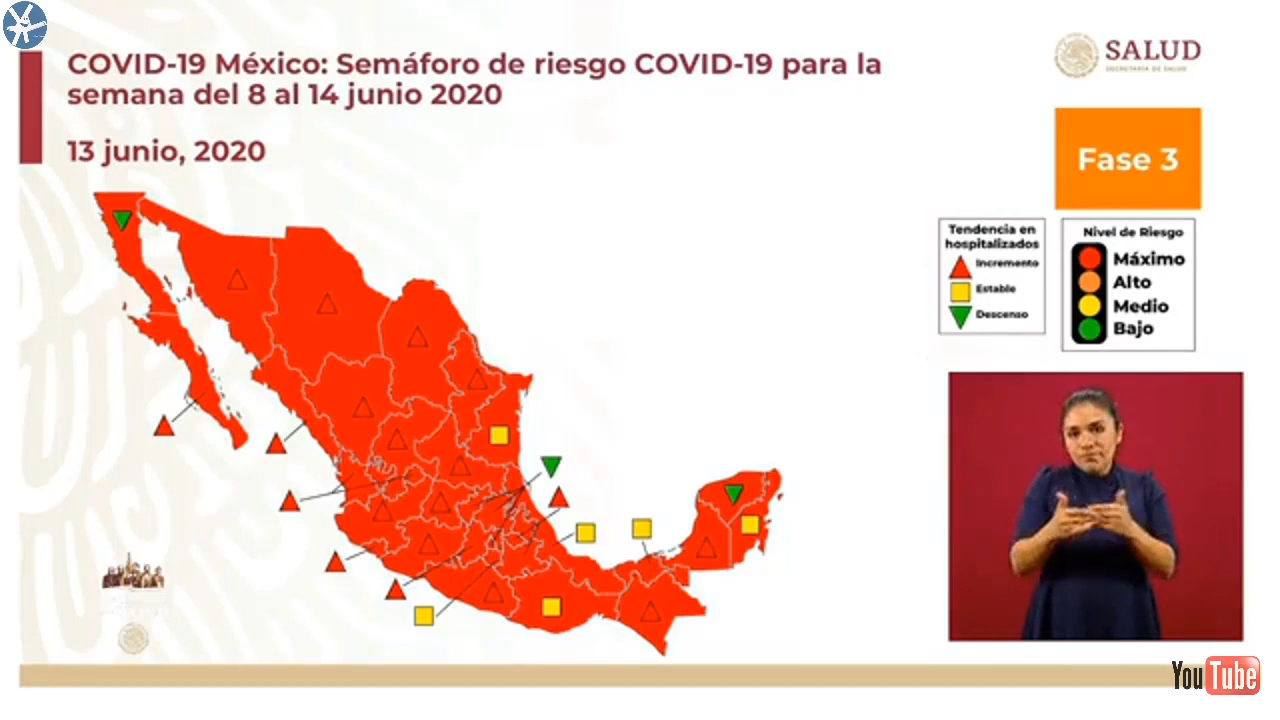 COVID-19 México: Semáforo de riesgo COVID-19 para la
semana del 8 al 14 junio 2020
13 junio, 2020
SALUD
SECRETARÍA DE SALUD
Fase 3
Tendencia en
hospitalizados
Incremento
Estable
Descenso
Nivel de Riesgo
Máximo
Alto
Medio
Bajo
YouTube